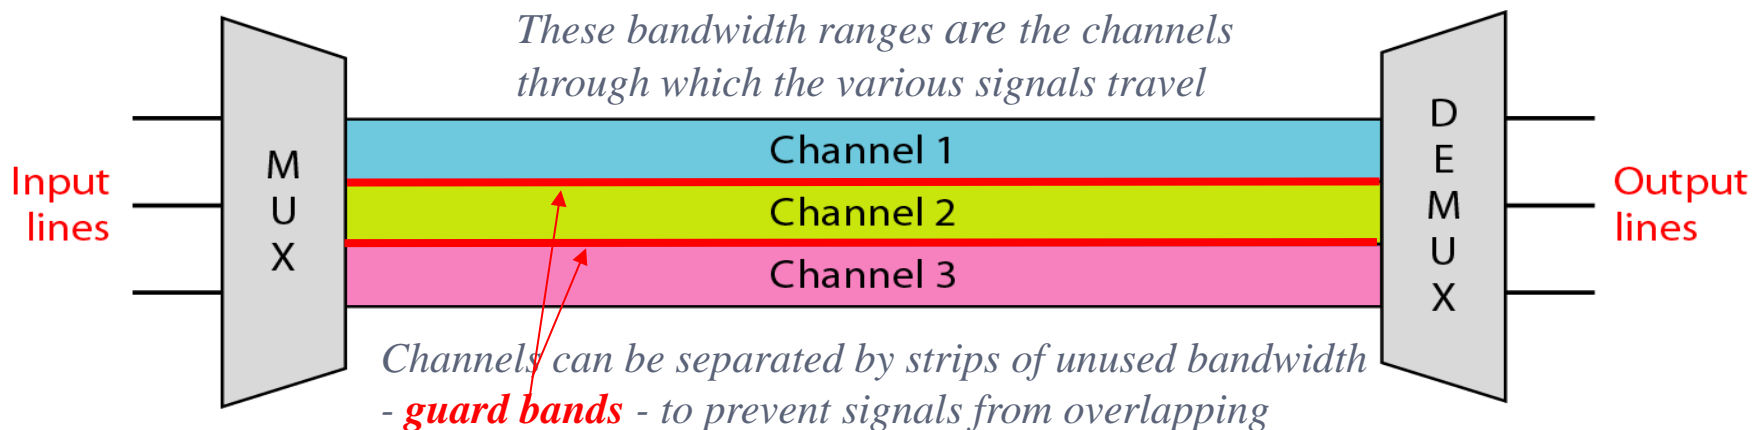 These bandwidth ranges are the channels
through which the various signals travel
Input
lines
M
U
X
Channel 1
Channel 2
Channel 3
D
E
M
U
X
Output
lines
Channels can be separated by strips of unused bandwidth
- guard bands - to prevent signals from overlapping